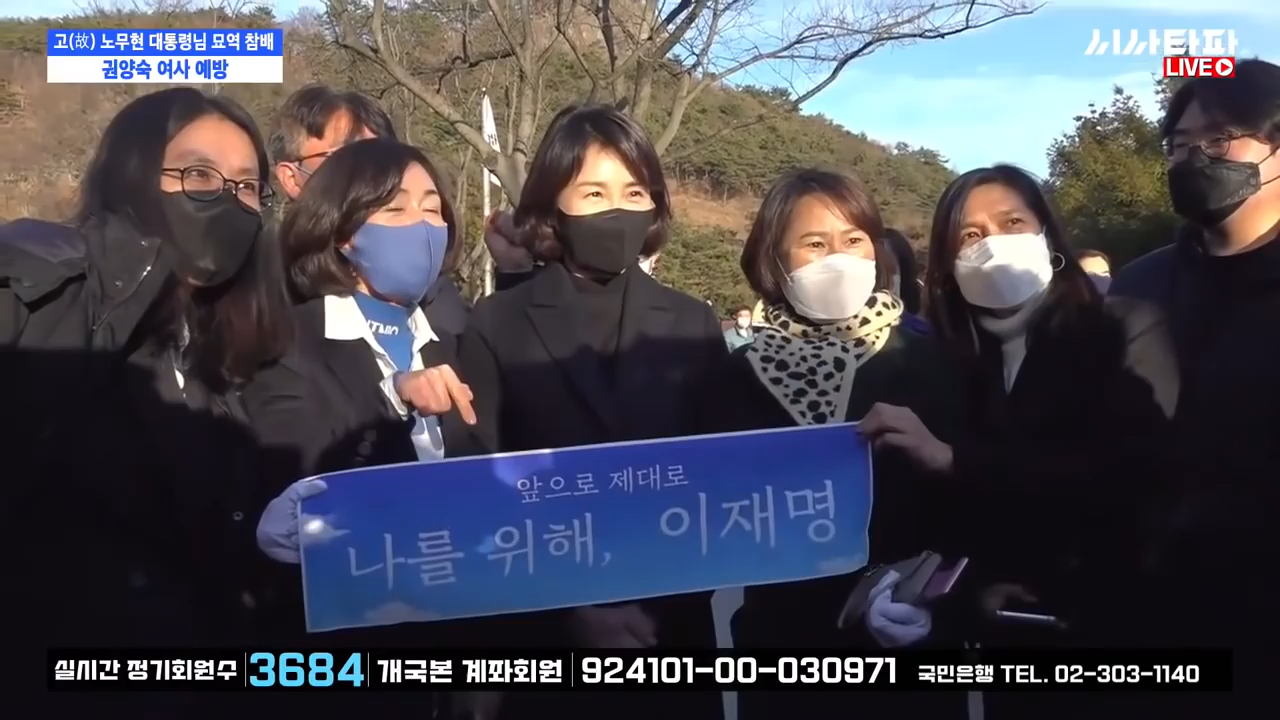 고(故) 노무현 대통령님 묘역 참배
권양숙 여사 예방
씨싸타파
LIVE
앞으로 제대로
나를 위해, 이재명
실시간 정기회원수 3684 개국본 계좌회원 924101-00-030971 국민은행 TEL. 02-303-1140